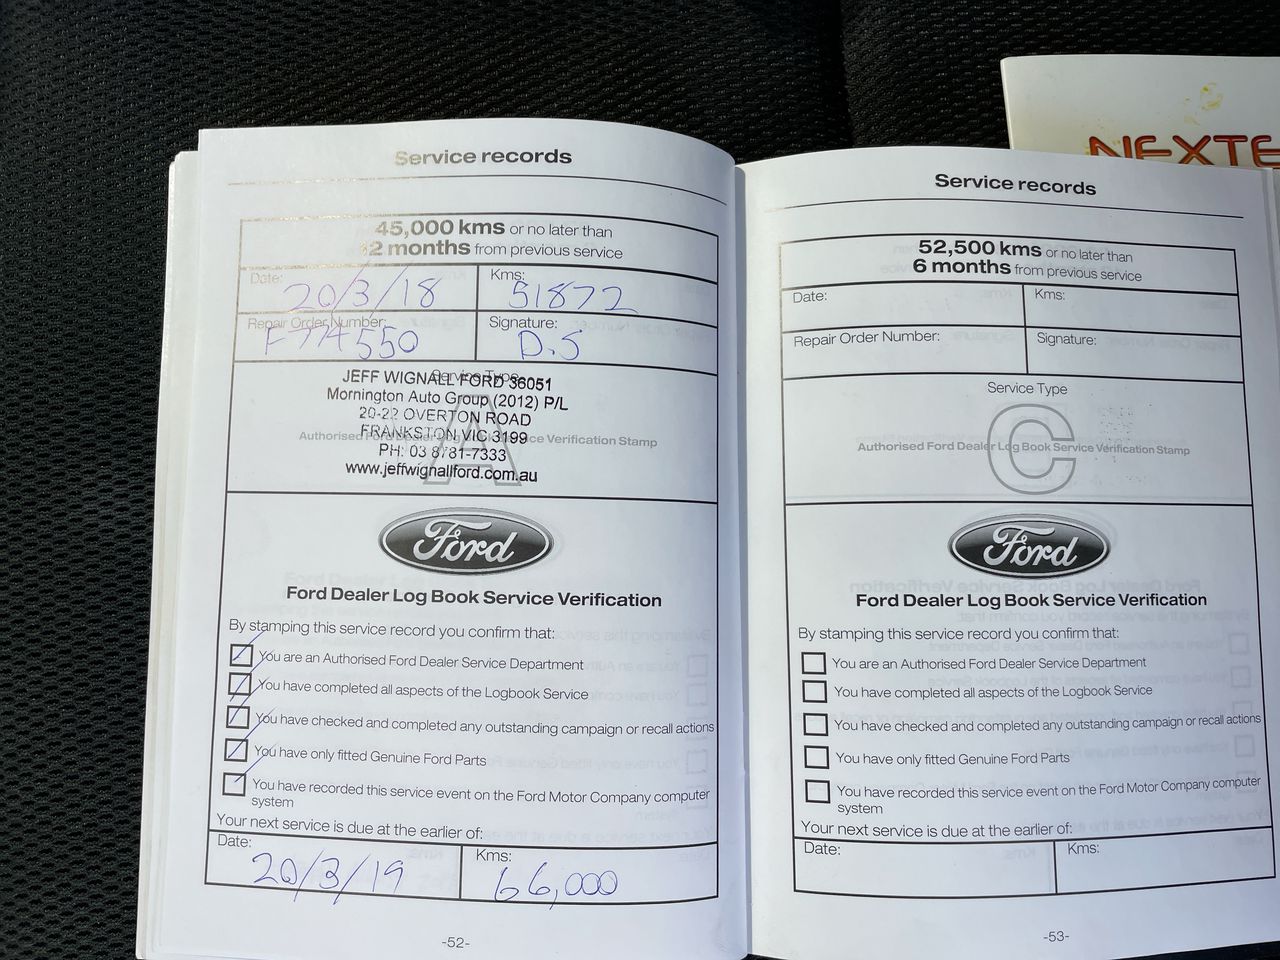 NEXTE
Service records
45,000 kms or no later than
12 months from previous service
Date: 20/3/18
Kms: 51872
Repair Order Number: F774550
Signature: D.S
Service Type
A
Authorised Ford Dealer Log Book Service Verification Stamp
JEFF WIGNALL FORD 36051
Mornington Auto Group (2012) P/L
20-22 OVERTON ROAD
FRANKSTON VIC 3199
PH: 03 8781-7333
www.jeffwignallford.com.au
Ford
Ford Dealer Log Book Service Verification
By stamping this service record you confirm that:
You are an Authorised Ford Dealer Service Department
You have completed all aspects of the Logbook Service
You have checked and completed any outstanding campaign or recall actions
You have only fitted Genuine Ford Parts
You have recorded this service event on the Ford Motor Company computer
system
Your next service is due at the earlier of:
Date: 20/3/19
Kms: 66,000
-52-
Service records
52,500 kms or no later than
6 months from previous service
Date:
Kms:
Repair Order Number:
Signature:
Service Type
C
Authorised Ford Dealer Log Book Service Verification Stamp
Ford
Ford Dealer Log Book Service Verification
By stamping this service record you confirm that:
You are an Authorised Ford Dealer Service Department
You have completed all aspects of the Logbook Service
You have checked and completed any outstanding campaign or recall actions
You have only fitted Genuine Ford Parts
You have recorded this service event on the Ford Motor Company computer
system
Your next service is due at the earlier of:
Date:
Kms:
-53-